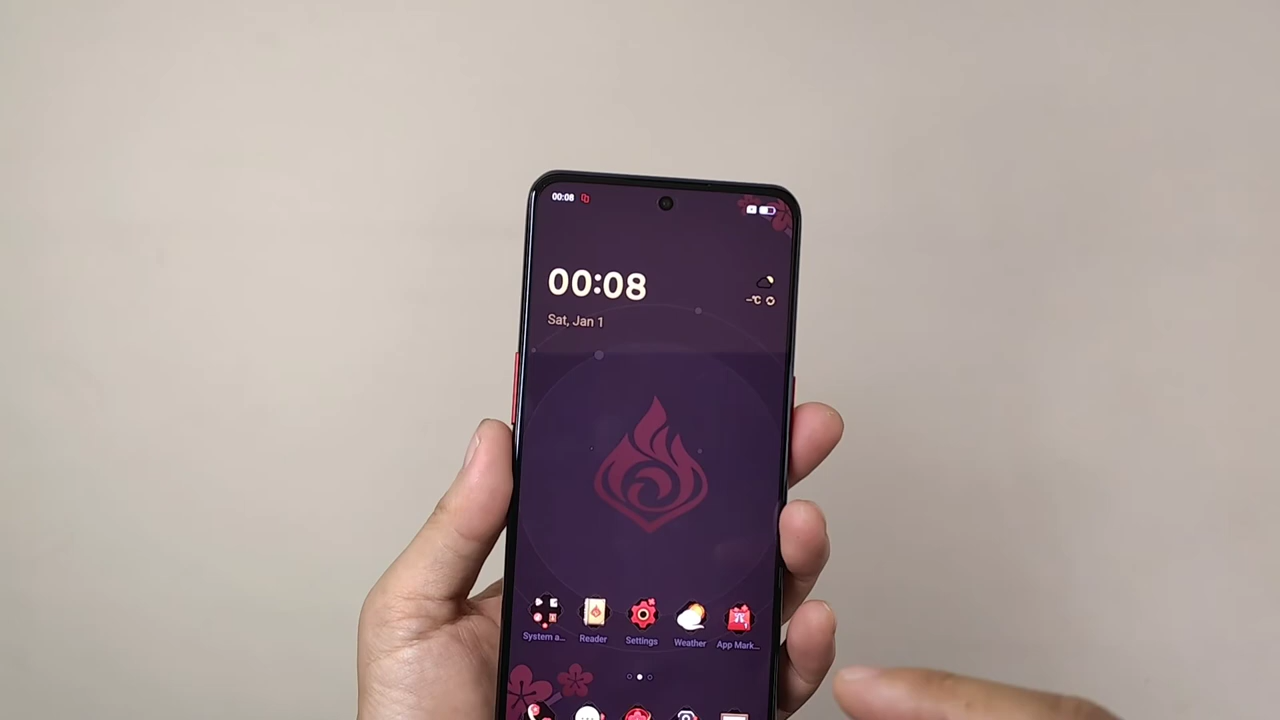 00:08
00:08
-°C
Sat, Jan 1
System a...
Reader
Settings
Weather
App Mark...